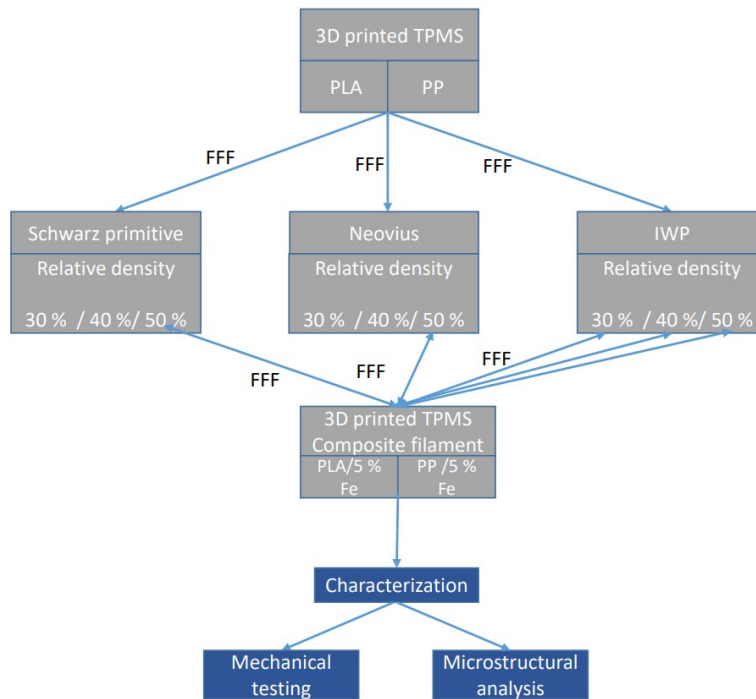 3D printed TPMS
PLA
PP
FFF
FFF
FFF
Schwarz primitive
Neovius
IWP
Relative density
Relative density
Relative density
30 % / 40 %/ 50 %
30 % / 40 %/ 50 %
30 % / 40 %/ 50 %
FFF
FFF
FFF
3D printed TPMS
Composite filament
PLA/5 %
Fe
PP /5 %
Fe
Characterization
Mechanical
testing
Microstructural
analysis